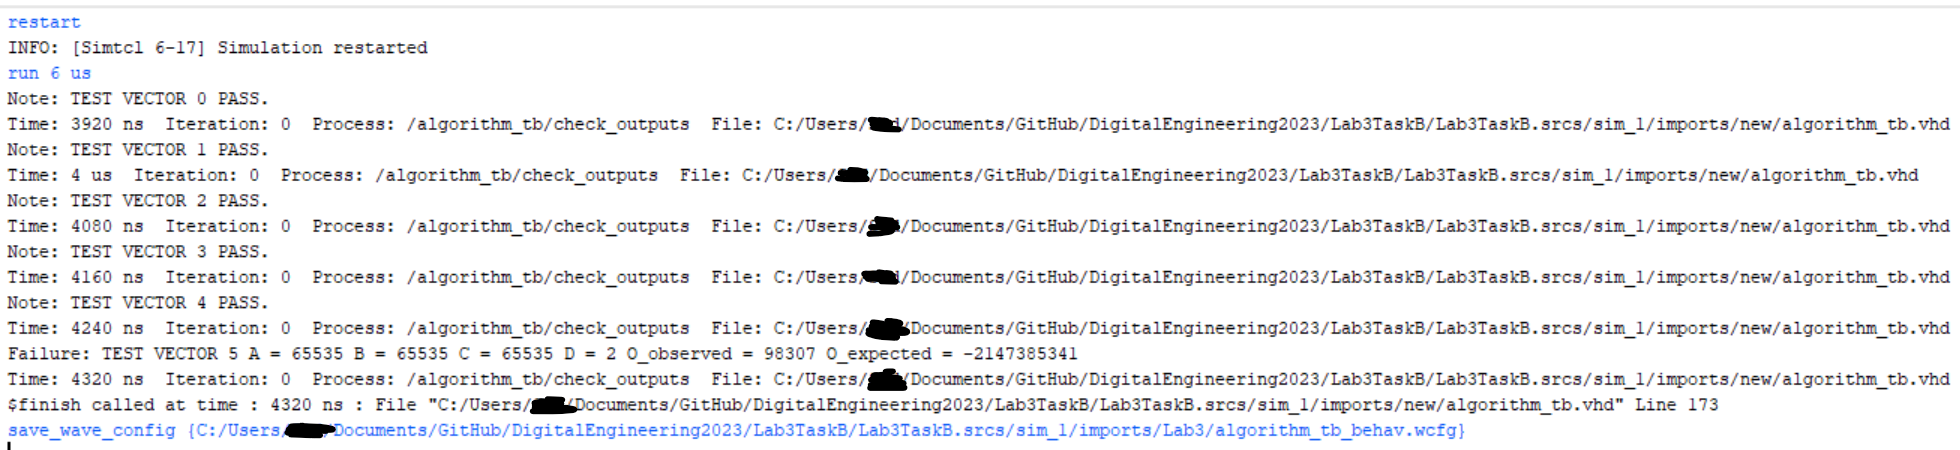 restart
INFO: [Simtcl 6-17] Simulation restarted
run 6 us
Note: TEST VECTOR 0 PASS.
Time: 3920 ns  Iteration: 0  Process: /algorithm_tb/check_outputs  File: C:/Users/ /Documents/GitHub/DigitalEngineering2023/Lab3TaskB/Lab3TaskB.srcs/sim_1/imports/new/algorithm_tb.vhd
Note: TEST VECTOR 1 PASS.
Time: 4 us  Iteration: 0  Process: /algorithm_tb/check_outputs  File: C:/Users/ /Documents/GitHub/DigitalEngineering2023/Lab3TaskB/Lab3TaskB.srcs/sim_1/imports/new/algorithm_tb.vhd
Note: TEST VECTOR 2 PASS.
Time: 4080 ns  Iteration: 0  Process: /algorithm_tb/check_outputs  File: C:/Users/ /Documents/GitHub/DigitalEngineering2023/Lab3TaskB/Lab3TaskB.srcs/sim_1/imports/new/algorithm_tb.vhd
Note: TEST VECTOR 3 PASS.
Time: 4160 ns  Iteration: 0  Process: /algorithm_tb/check_outputs  File: C:/Users/ /Documents/GitHub/DigitalEngineering2023/Lab3TaskB/Lab3TaskB.srcs/sim_1/imports/new/algorithm_tb.vhd
Note: TEST VECTOR 4 PASS.
Time: 4240 ns  Iteration: 0  Process: /algorithm_tb/check_outputs  File: C:/Users/ /Documents/GitHub/DigitalEngineering2023/Lab3TaskB/Lab3TaskB.srcs/sim_1/imports/new/algorithm_tb.vhd
Failure: TEST VECTOR 5 A = 65535 B = 65535 C = 65535 D = 2 O_observed = 98307 O_expected = -2147385341
Time: 4320 ns  Iteration: 0  Process: /algorithm_tb/check_outputs  File: C:/Users/ /Documents/GitHub/DigitalEngineering2023/Lab3TaskB/Lab3TaskB.srcs/sim_1/imports/new/algorithm_tb.vhd
$finish called at time : 4320 ns : File "C:/Users/ Documents/GitHub/DigitalEngineering2023/Lab3TaskB/Lab3TaskB.srcs/sim_1/imports/new/algorithm_tb.vhd" Line 173
save_wave_config {C:/Users/ Documents/GitHub/DigitalEngineering2023/Lab3TaskB/Lab3TaskB.srcs/sim_1/imports/Lab3/algorithm_tb_behav.wcfg}